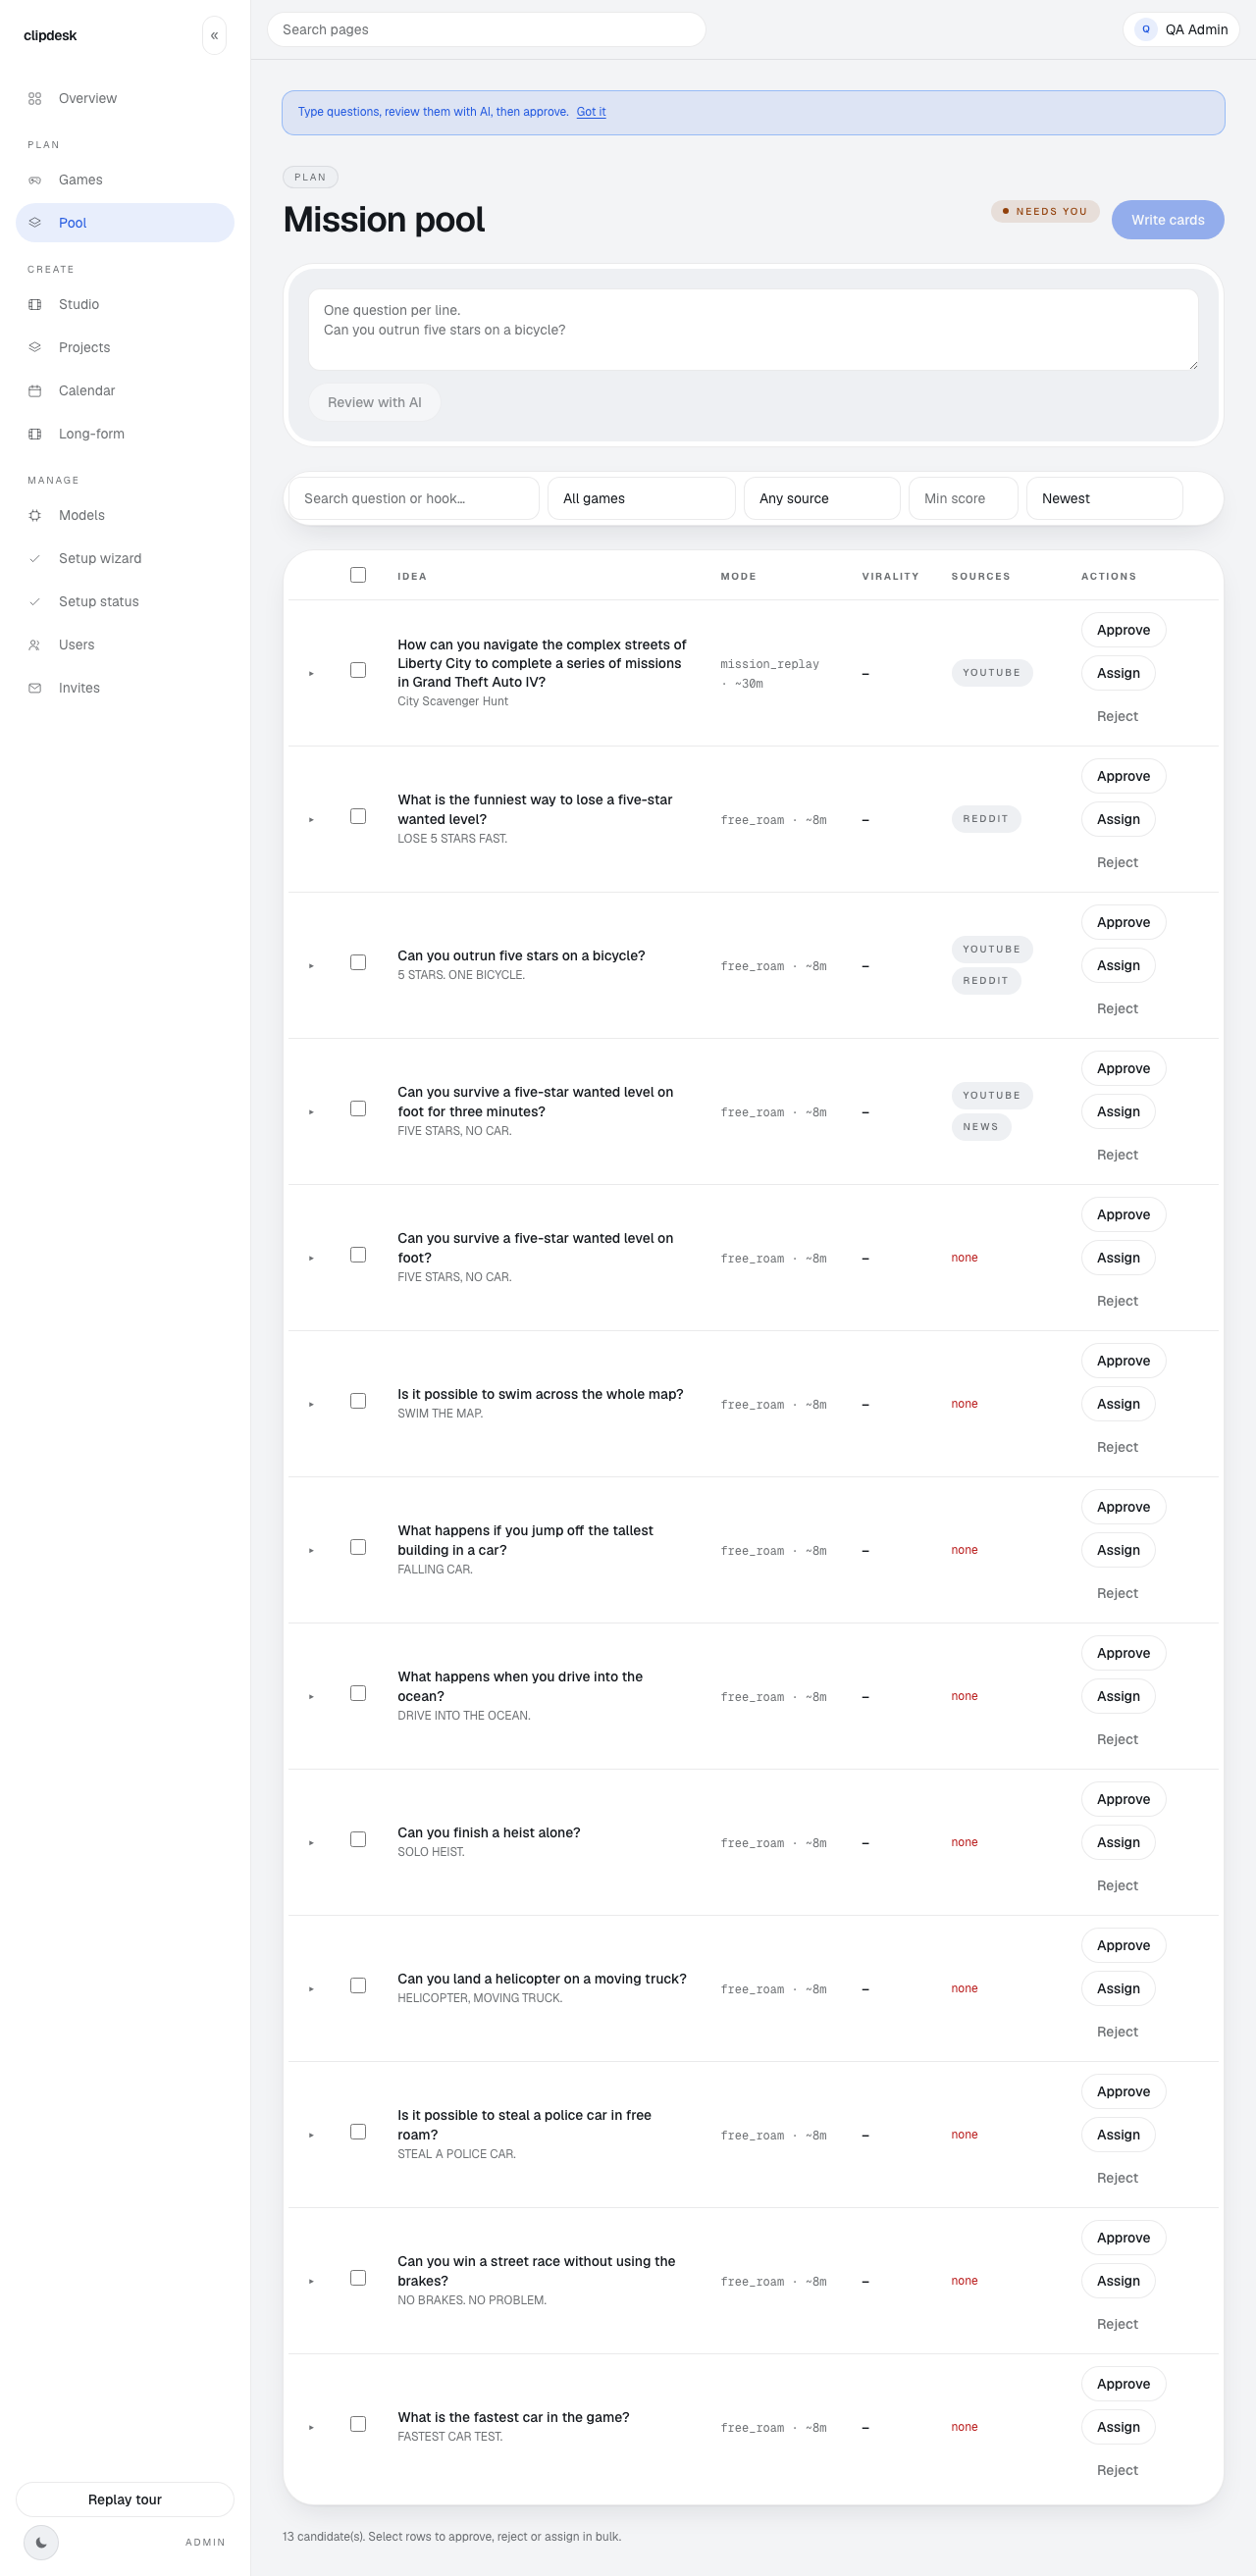 clipdesk
«
Overview
PLAN
Games
Pool
CREATE
Studio
Projects
Calendar
Long-form
MANAGE
Models
Setup wizard
Setup status
Users
Invites
Replay tour
ADMIN
Search pages
Q QA Admin
Type questions, review them with AI, then approve. Got it
PLAN
Mission pool
NEEDS YOU
Write cards
One question per line.
Can you outrun five stars on a bicycle?
Review with AI
Search question or hook... All games Any source Min score Newest
IDEA MODE VIRALITY SOURCES ACTIONS
How can you navigate the complex streets of
Liberty City to complete a series of missions
in Grand Theft Auto IV?
City Scavenger Hunt
mission_replay
· ~30m
–
YOUTUBE
Approve
Assign
Reject
What is the funniest way to lose a five-star
wanted level?
LOSE 5 STARS FAST.
free_roam · ~8m
–
REDDIT
Approve
Assign
Reject
Can you outrun five stars on a bicycle?
5 STARS. ONE BICYCLE.
free_roam · ~8m
–
YOUTUBE
REDDIT
Approve
Assign
Reject
Can you survive a five-star wanted level on
foot for three minutes?
FIVE STARS, NO CAR.
free_roam · ~8m
–
YOUTUBE
NEWS
Approve
Assign
Reject
Can you survive a five-star wanted level on
foot?
FIVE STARS, NO CAR.
free_roam · ~8m
–
none
Approve
Assign
Reject
Is it possible to swim across the whole map?
SWIM THE MAP.
free_roam · ~8m
–
none
Approve
Assign
Reject
What happens if you jump off the tallest
building in a car?
FALLING CAR.
free_roam · ~8m
–
none
Approve
Assign
Reject
What happens when you drive into the
ocean?
DRIVE INTO THE OCEAN.
free_roam · ~8m
–
none
Approve
Assign
Reject
Can you finish a heist alone?
SOLO HEIST.
free_roam · ~8m
–
none
Approve
Assign
Reject
Can you land a helicopter on a moving truck?
HELICOPTER, MOVING TRUCK.
free_roam · ~8m
–
none
Approve
Assign
Reject
Is it possible to steal a police car in free
roam?
STEAL A POLICE CAR.
free_roam · ~8m
–
none
Approve
Assign
Reject
Can you win a street race without using the
brakes?
NO BRAKES. NO PROBLEM.
free_roam · ~8m
–
none
Approve
Assign
Reject
What is the fastest car in the game?
FASTEST CAR TEST.
free_roam · ~8m
–
none
Approve
Assign
Reject
13 candidate(s). Select rows to approve, reject or assign in bulk.